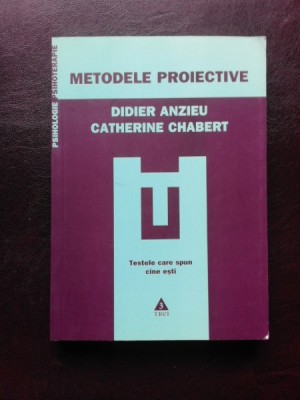 PSIHOLOGIE PSIHOTERAPIE
METODELE PROIECTIVE
DIDIER ANZIEU
CATHERINE CHABERT
Testele care spun
cine ești
3
TREI